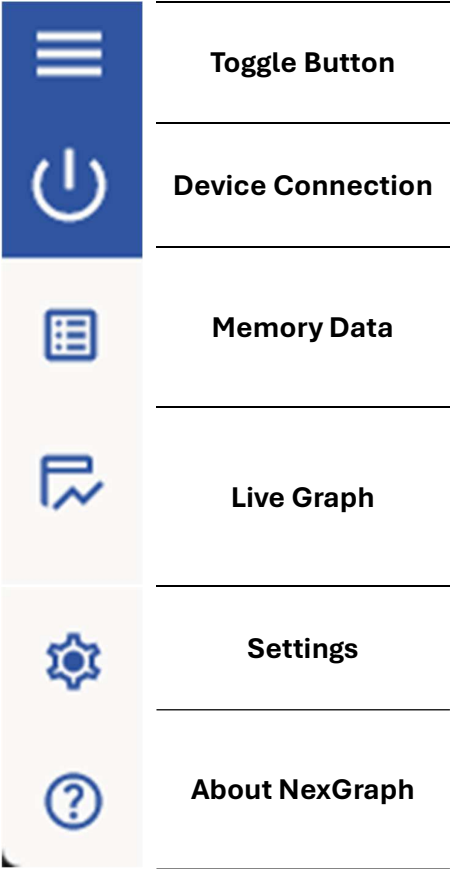 Toggle Button
Device Connection
Memory Data
Live Graph
Settings
About NexGraph